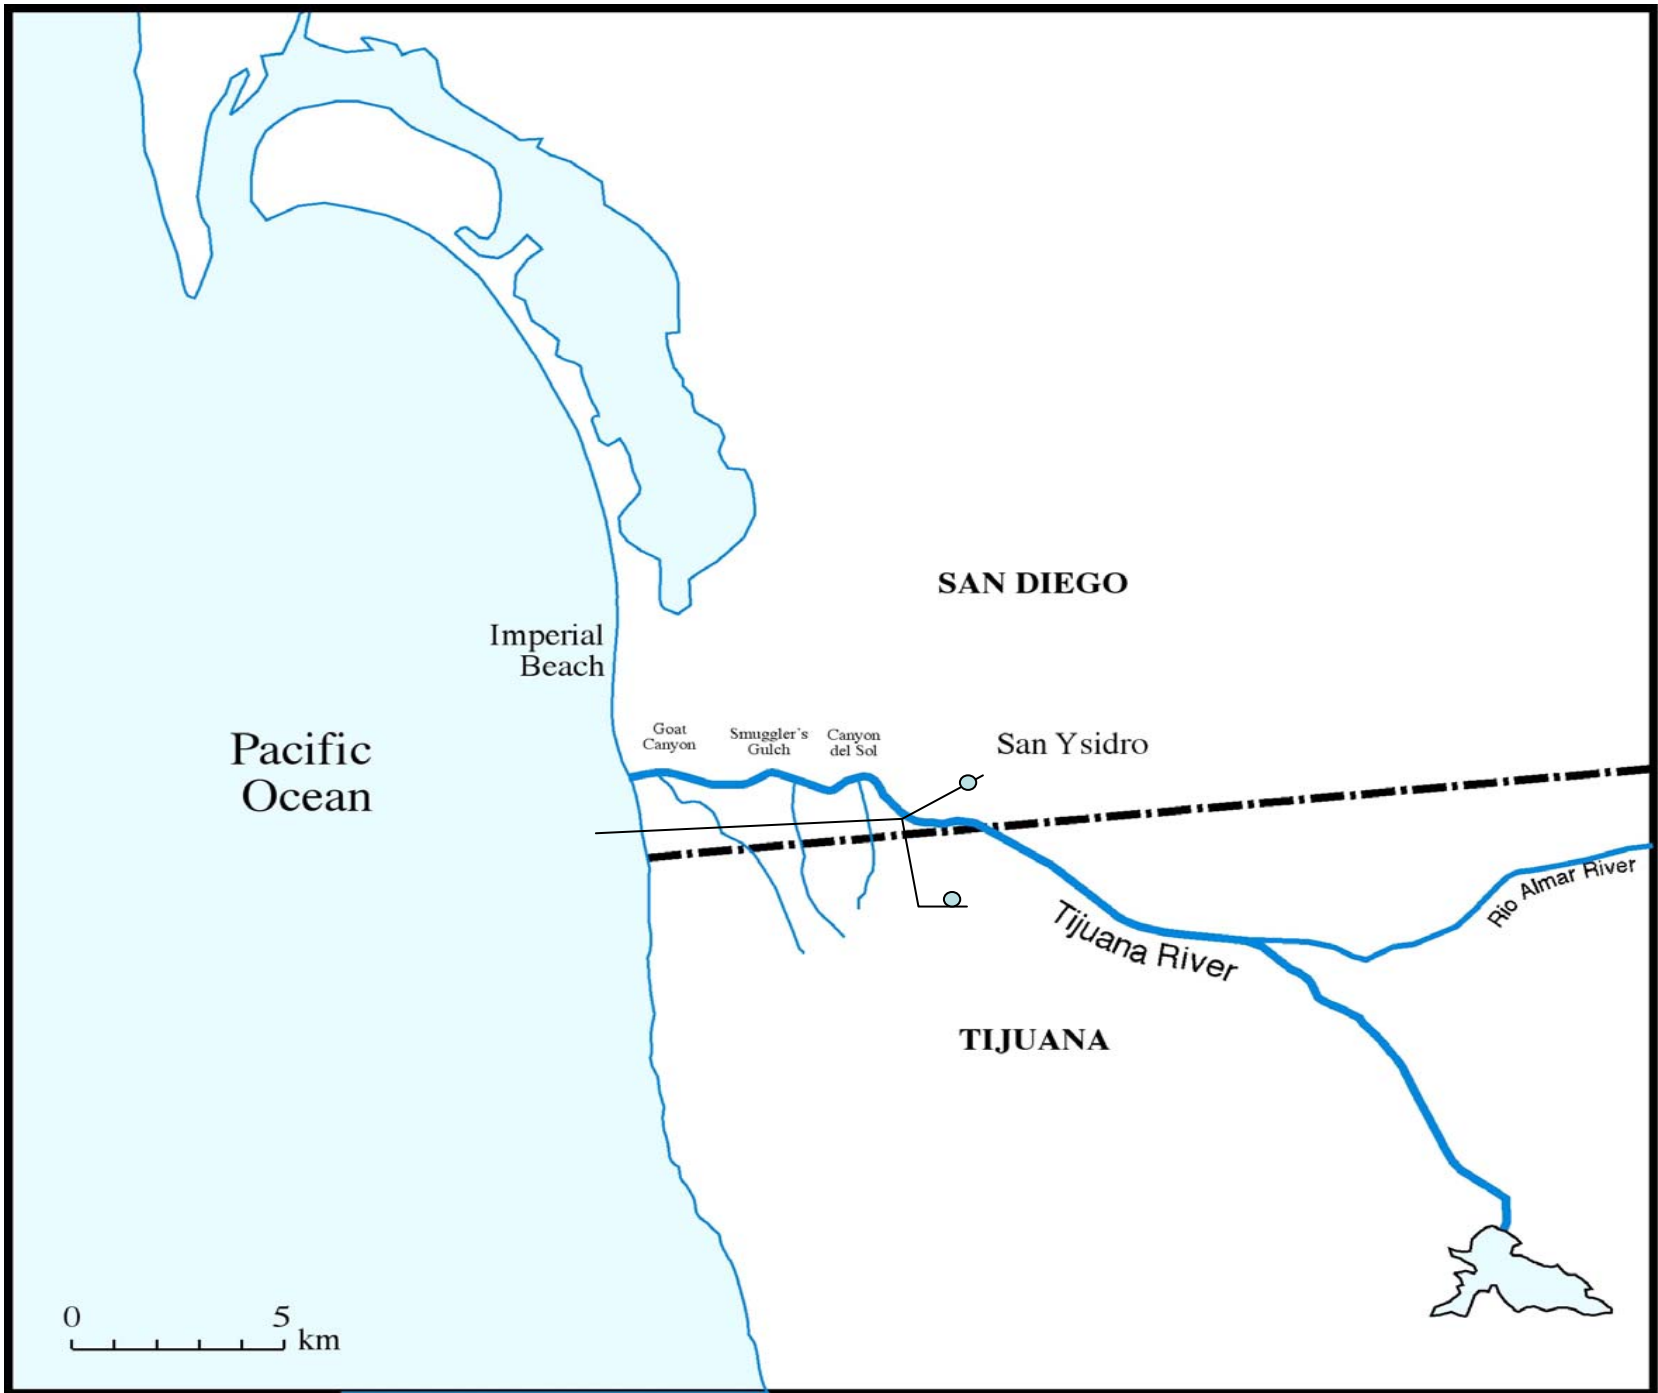 SAN DIEGO
Imperial
Beach
Goat
Canyon
Smuggler's
Gulch
Canyon
del Sol
San Ysidro
Pacific
Ocean
Rio Almar River
Tijuana River
TIJUANA
0 5
km